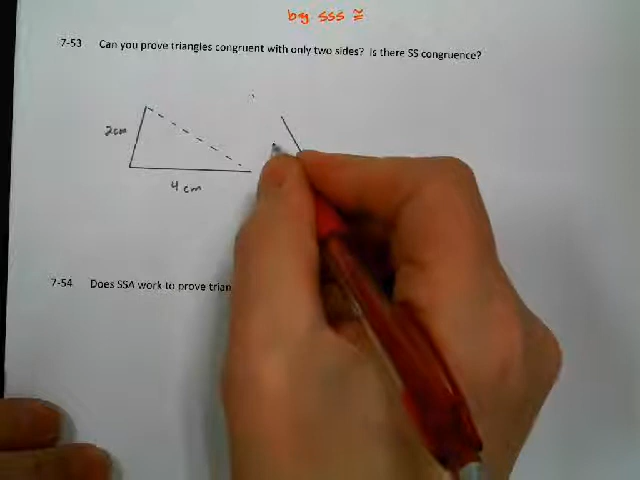 by SSS ≅
7-53 Can you prove triangles congruent with only two sides? Is there SS congruence?
2cm
4 cm
7-54 Does SSA work to prove